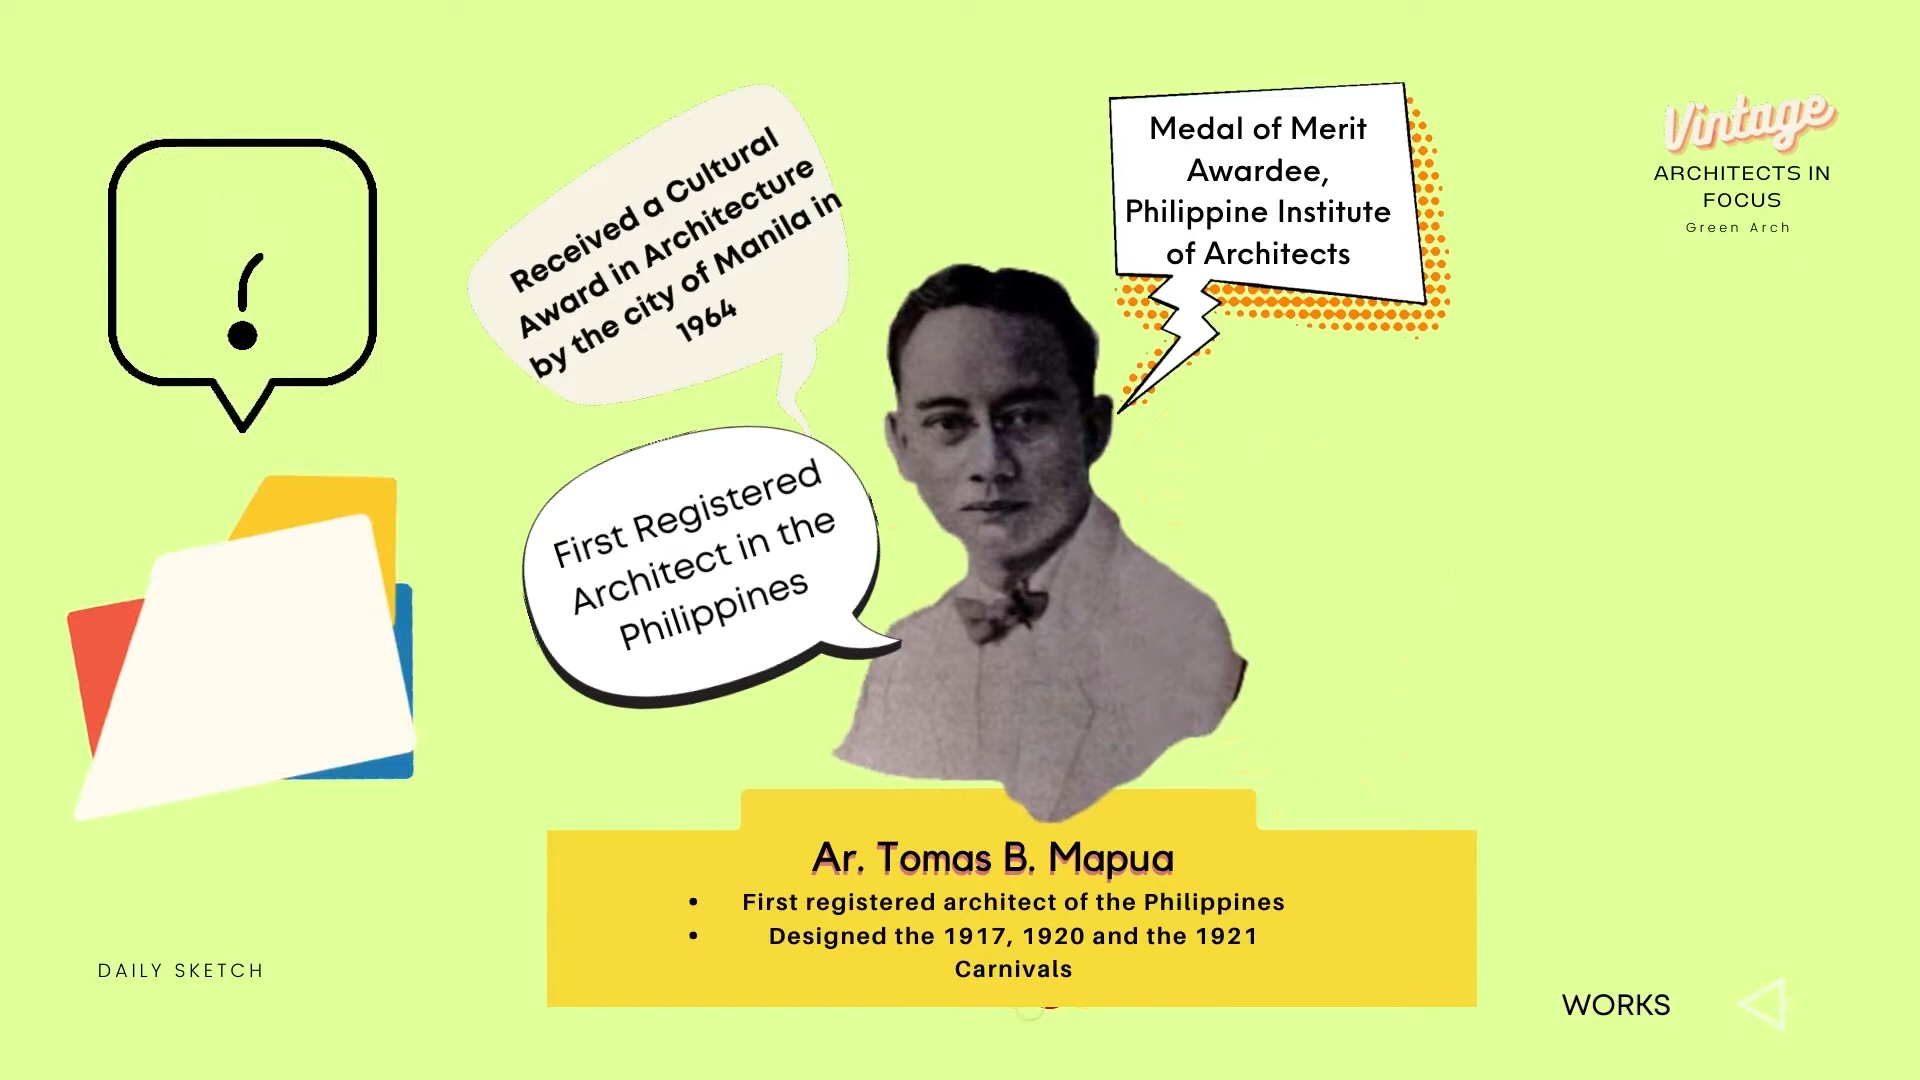 Received a Cultural
Award in Architecture
by the city of Manila in
1964
Medal of Merit
Awardee,
Philippine Institute
of Architects
Vintage
ARCHITECTS IN
FOCUS
Green Arch
First Registered
Architect in the
Philippines
Ar. Tomas B. Mapua
• First registered architect of the Philippines
• Designed the 1917, 1920 and the 1921
Carnivals
DAILY SKETCH
WORKS